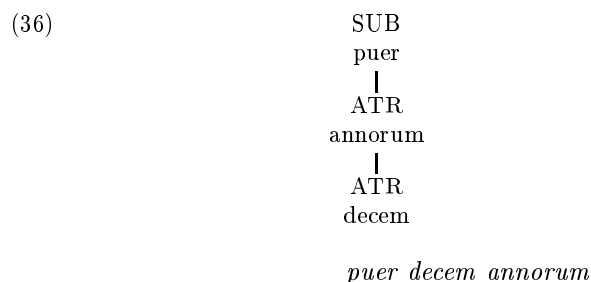 (36) SUB
puer
ATR
annorum
ATR
decem
puer decem annorum